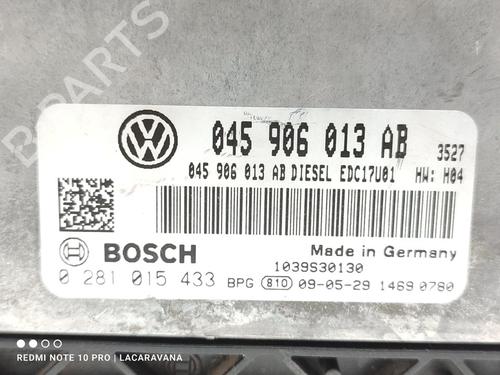 B-PARTS
VW
045 906 013 AB 3527
045 906 013 AB DIESEL EDC17U01 HW: H04
BOSCH
Made in Germany
1039S30130
0 281 015 433 BPG 810 09-05-29 1469 0780
REDMI NOTE 10 PRO | LACARAVANA